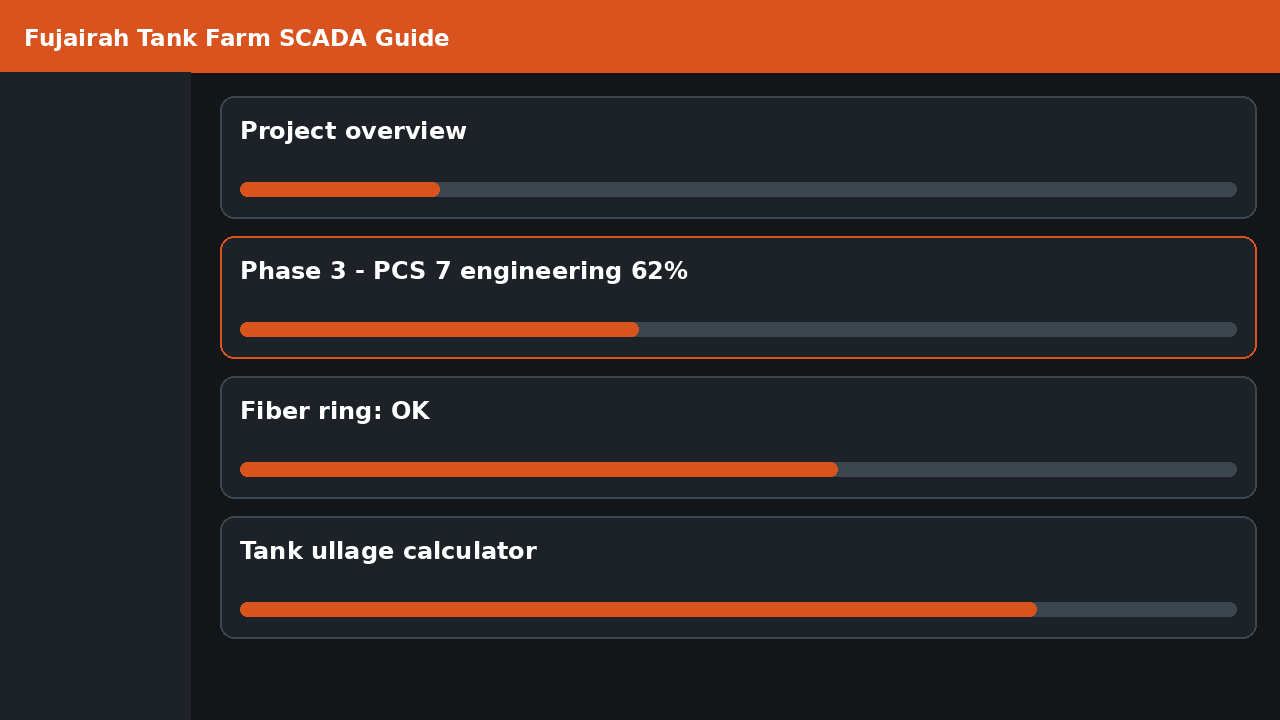 Fujairah Tank Farm SCADA Guide
Project overview
Phase 3 - PCS 7 engineering 62%
Fiber ring: OK
Tank ullage calculator